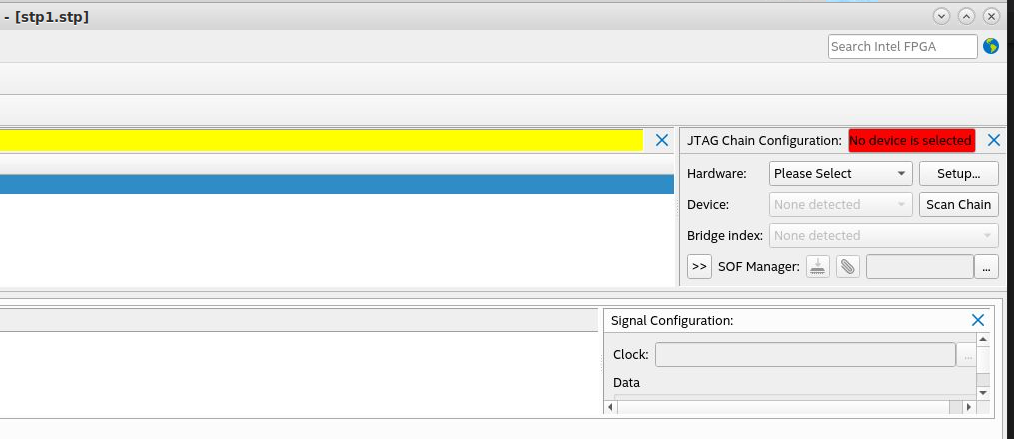 - [stp1.stp]
Search Intel FPGA
JTAG Chain Configuration: No device is selected
Hardware: Please Select Setup...
Device: None detected Scan Chain
Bridge index: None detected
>> SOF Manager: ...
Signal Configuration:
Clock: ...
Data